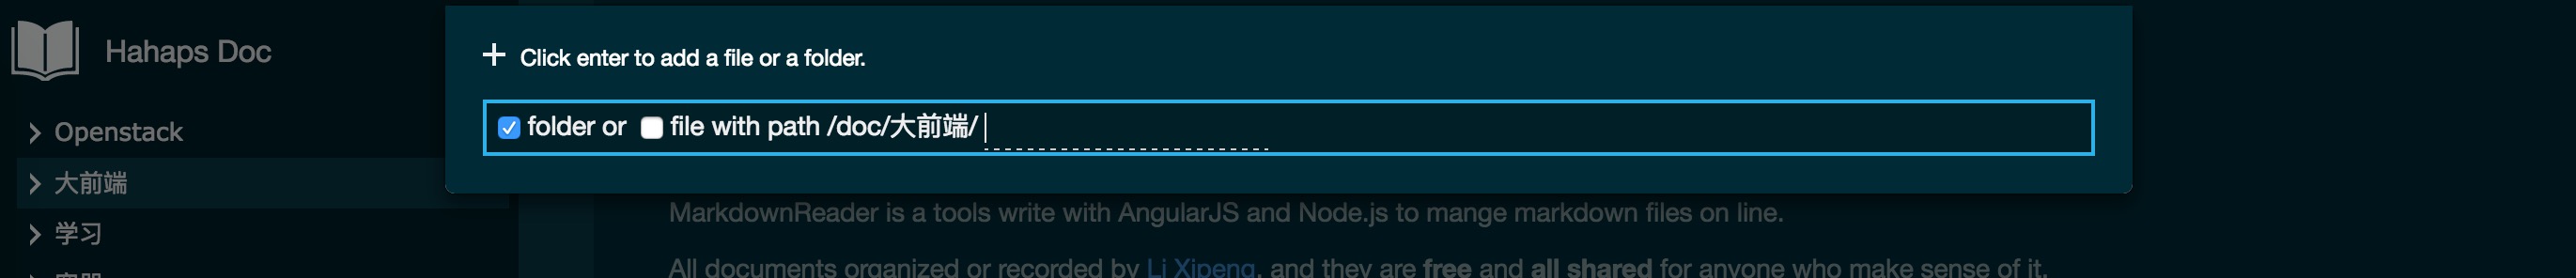 Hahaps Doc
Click enter to add a file or a folder.
folder or file with path /doc/大前端/
Openstack
大前端
学习
容器
MarkdownReader is a tools write with AngularJS and Node.js to mange markdown files on line.
All documents organized or recorded by Li Xipeng, and they are free and all shared for anyone who make sense of it.